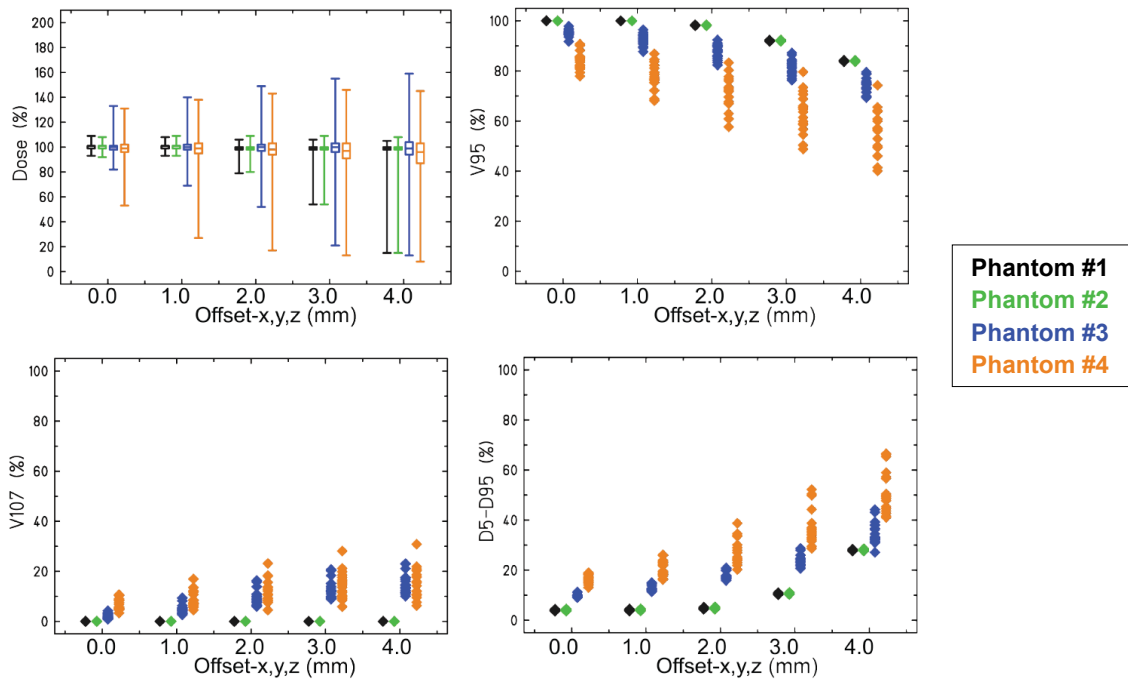 200
180
160
140
120
100
80
60
40
20
0
Dose (%)
0.0 1.0 2.0 3.0 4.0
Offset-x,y,z (mm)
100
80
60
40
20
0
V95 (%)
0.0 1.0 2.0 3.0 4.0
Offset-x,y,z (mm)
Phantom #1
Phantom #2
Phantom #3
Phantom #4
100
80
60
40
20
0
V107 (%)
0.0 1.0 2.0 3.0 4.0
Offset-x,y,z (mm)
100
80
60
40
20
0
D5-D95 (%)
0.0 1.0 2.0 3.0 4.0
Offset-x,y,z (mm)